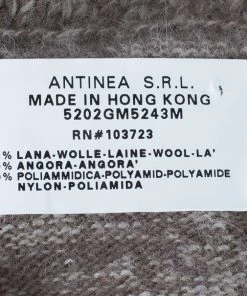 ANTINEA S.R.L.
MADE IN HONG KONG
5202GM5243M
RN#103723
% LANA-WOLLE-LAINE-WOOL-LA'
% ANGORA-ANGORA'
% POLIAMMIDICA-POLYAMID-POLYAMIDE
NYLON-POLIAMIDA